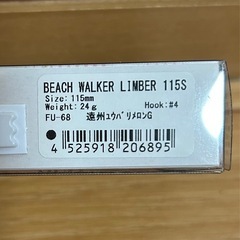 BEACH WALKER LIMBER 115S
Size: 115mm
Weight: 24g Hook: #4
FU-68 遠州ﾕｳﾊﾞﾘﾒﾛﾝG
4 525918 206895